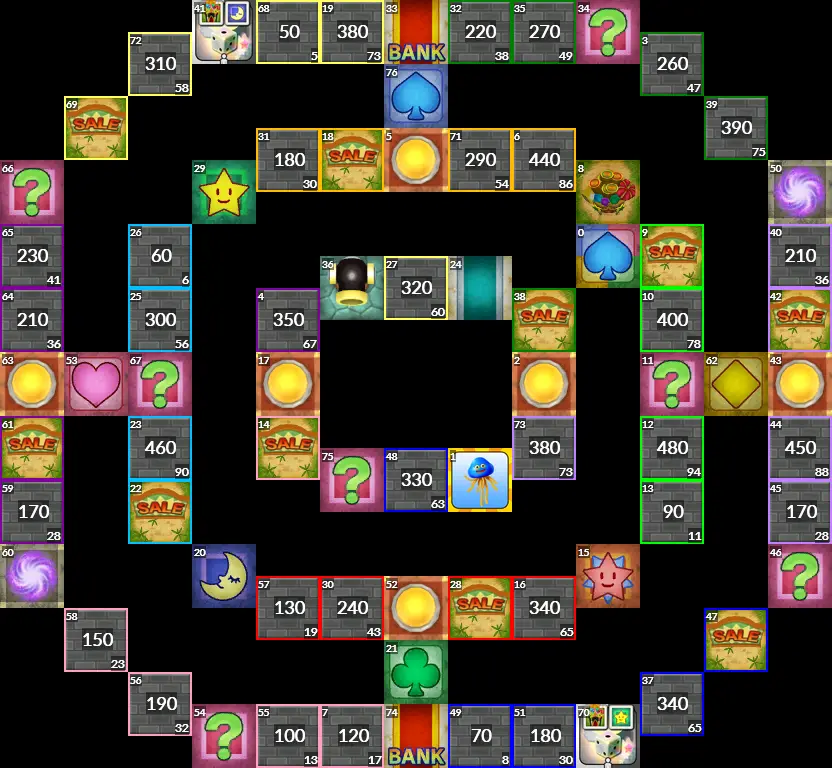 41 68 50 5 19 380 73 33 BANK 32 220 38 35 270 49 34 ?
72 310 58 3 260 47
76
69 SALE 39 390 75
31 180 30 18 SALE 5 71 290 54 6 440 86
66 ? 29 8 50
65 230 41 26 60 6 0 9 SALE 40 210 36
36 27 320 60 24
64 210 36 25 300 56 4 350 67 38 SALE 10 400 78 42 SALE
63 53 67 ? 17 2 11 ? 62 43
61 SALE 23 460 90 14 SALE 73 380 73 12 480 94 44 450 88
75 ? 48 330 63 1
59 170 28 22 SALE 13 90 11 45 170 28
60 20 15 46 ?
57 130 19 30 240 43 52 28 SALE 16 340 65
58 150 23 47 SALE
21
56 190 32 37 340 65
54 ? 55 100 13 7 120 17 74 BANK 49 70 8 51 180 30 70